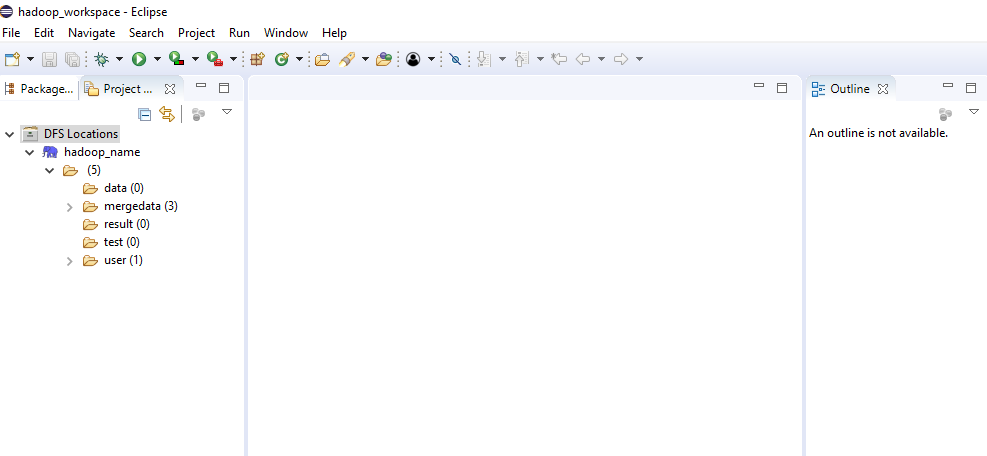 hadoop_workspace - Eclipse
File Edit Navigate Search Project Run Window Help
Package... Project ... Outline
DFS Locations
An outline is not available.
hadoop_name
(5)
data (0)
mergedata (3)
result (0)
test (0)
user (1)